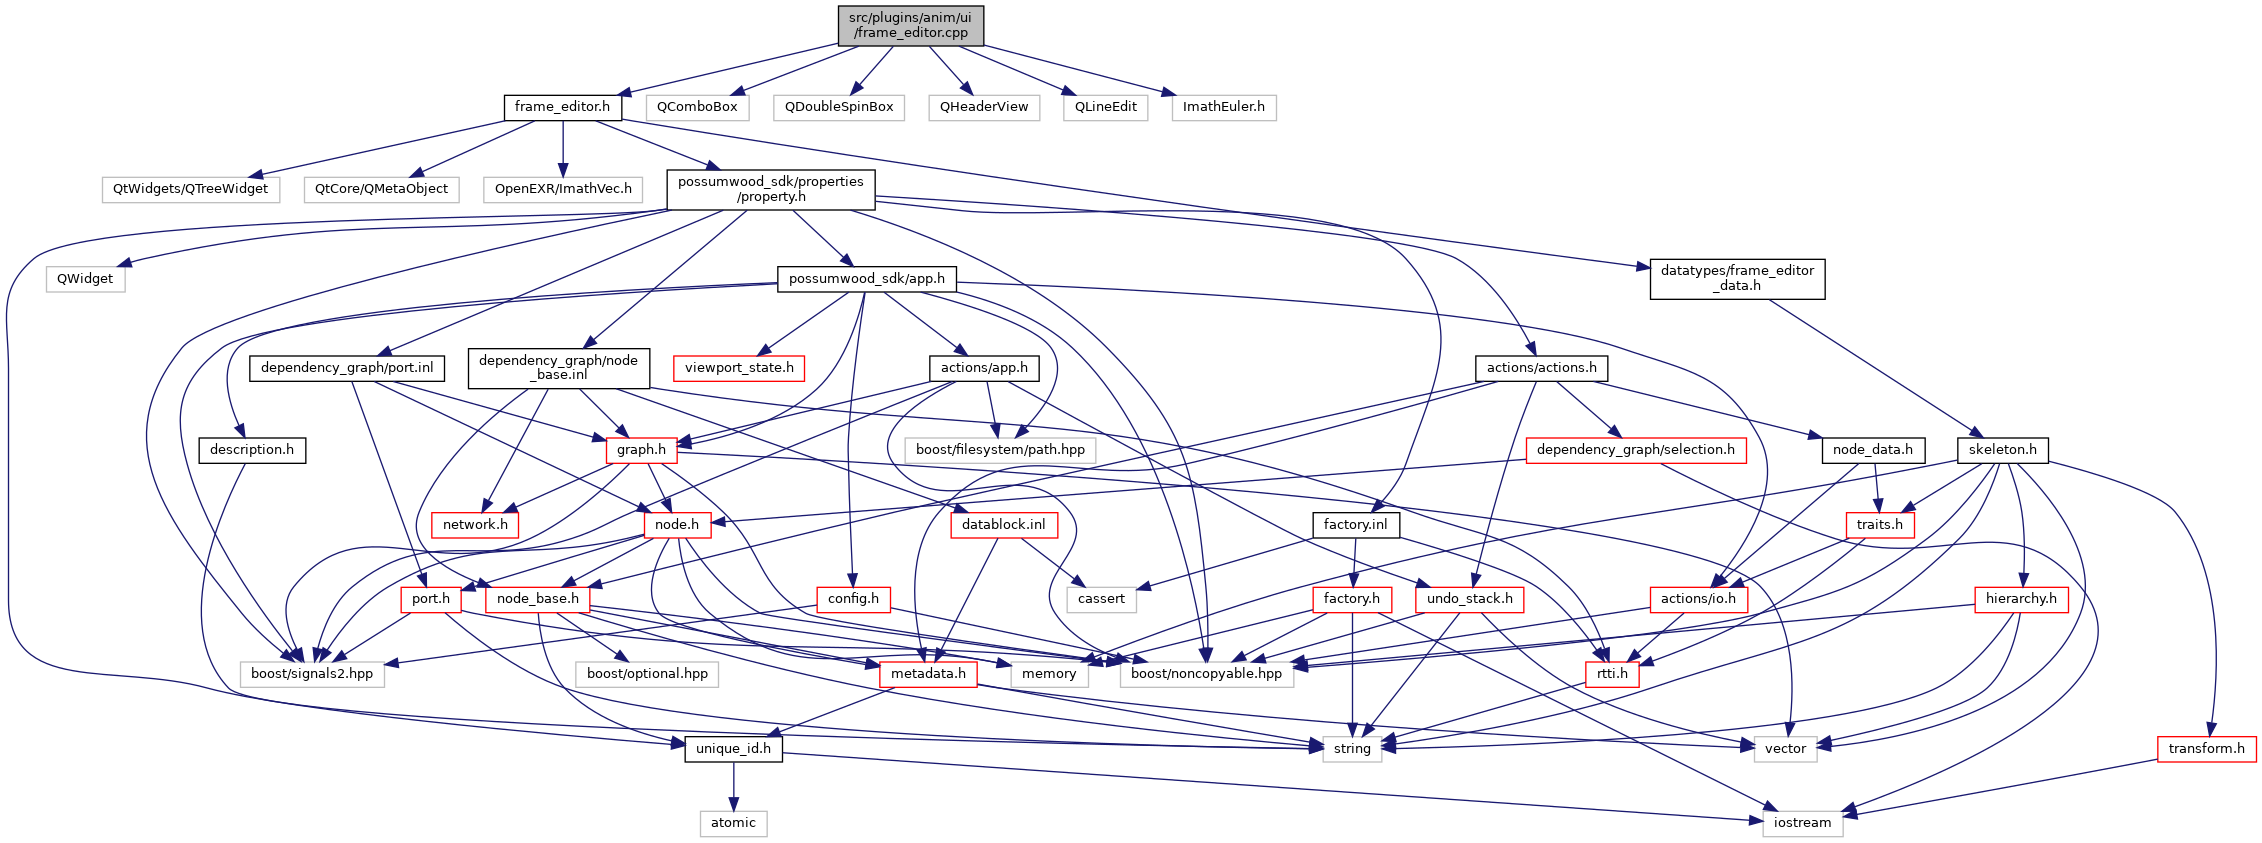 src/plugins/anim/ui
/frame_editor.cpp
frame_editor.h
QComboBox
QDoubleSpinBox
QHeaderView
QLineEdit
ImathEuler.h
QtWidgets/QTreeWidget
QtCore/QMetaObject
OpenEXR/ImathVec.h
possumwood_sdk/properties
/property.h
QWidget
possumwood_sdk/app.h
datatypes/frame_editor
_data.h
dependency_graph/port.inl
dependency_graph/node
_base.inl
viewport_state.h
actions/app.h
actions/actions.h
description.h
graph.h
boost/filesystem/path.hpp
dependency_graph/selection.h
node_data.h
skeleton.h
network.h
node.h
datablock.inl
factory.inl
traits.h
port.h
node_base.h
config.h
cassert
factory.h
undo_stack.h
actions/io.h
hierarchy.h
boost/signals2.hpp
boost/optional.hpp
metadata.h
memory
boost/noncopyable.hpp
rtti.h
unique_id.h
string
vector
transform.h
atomic
iostream